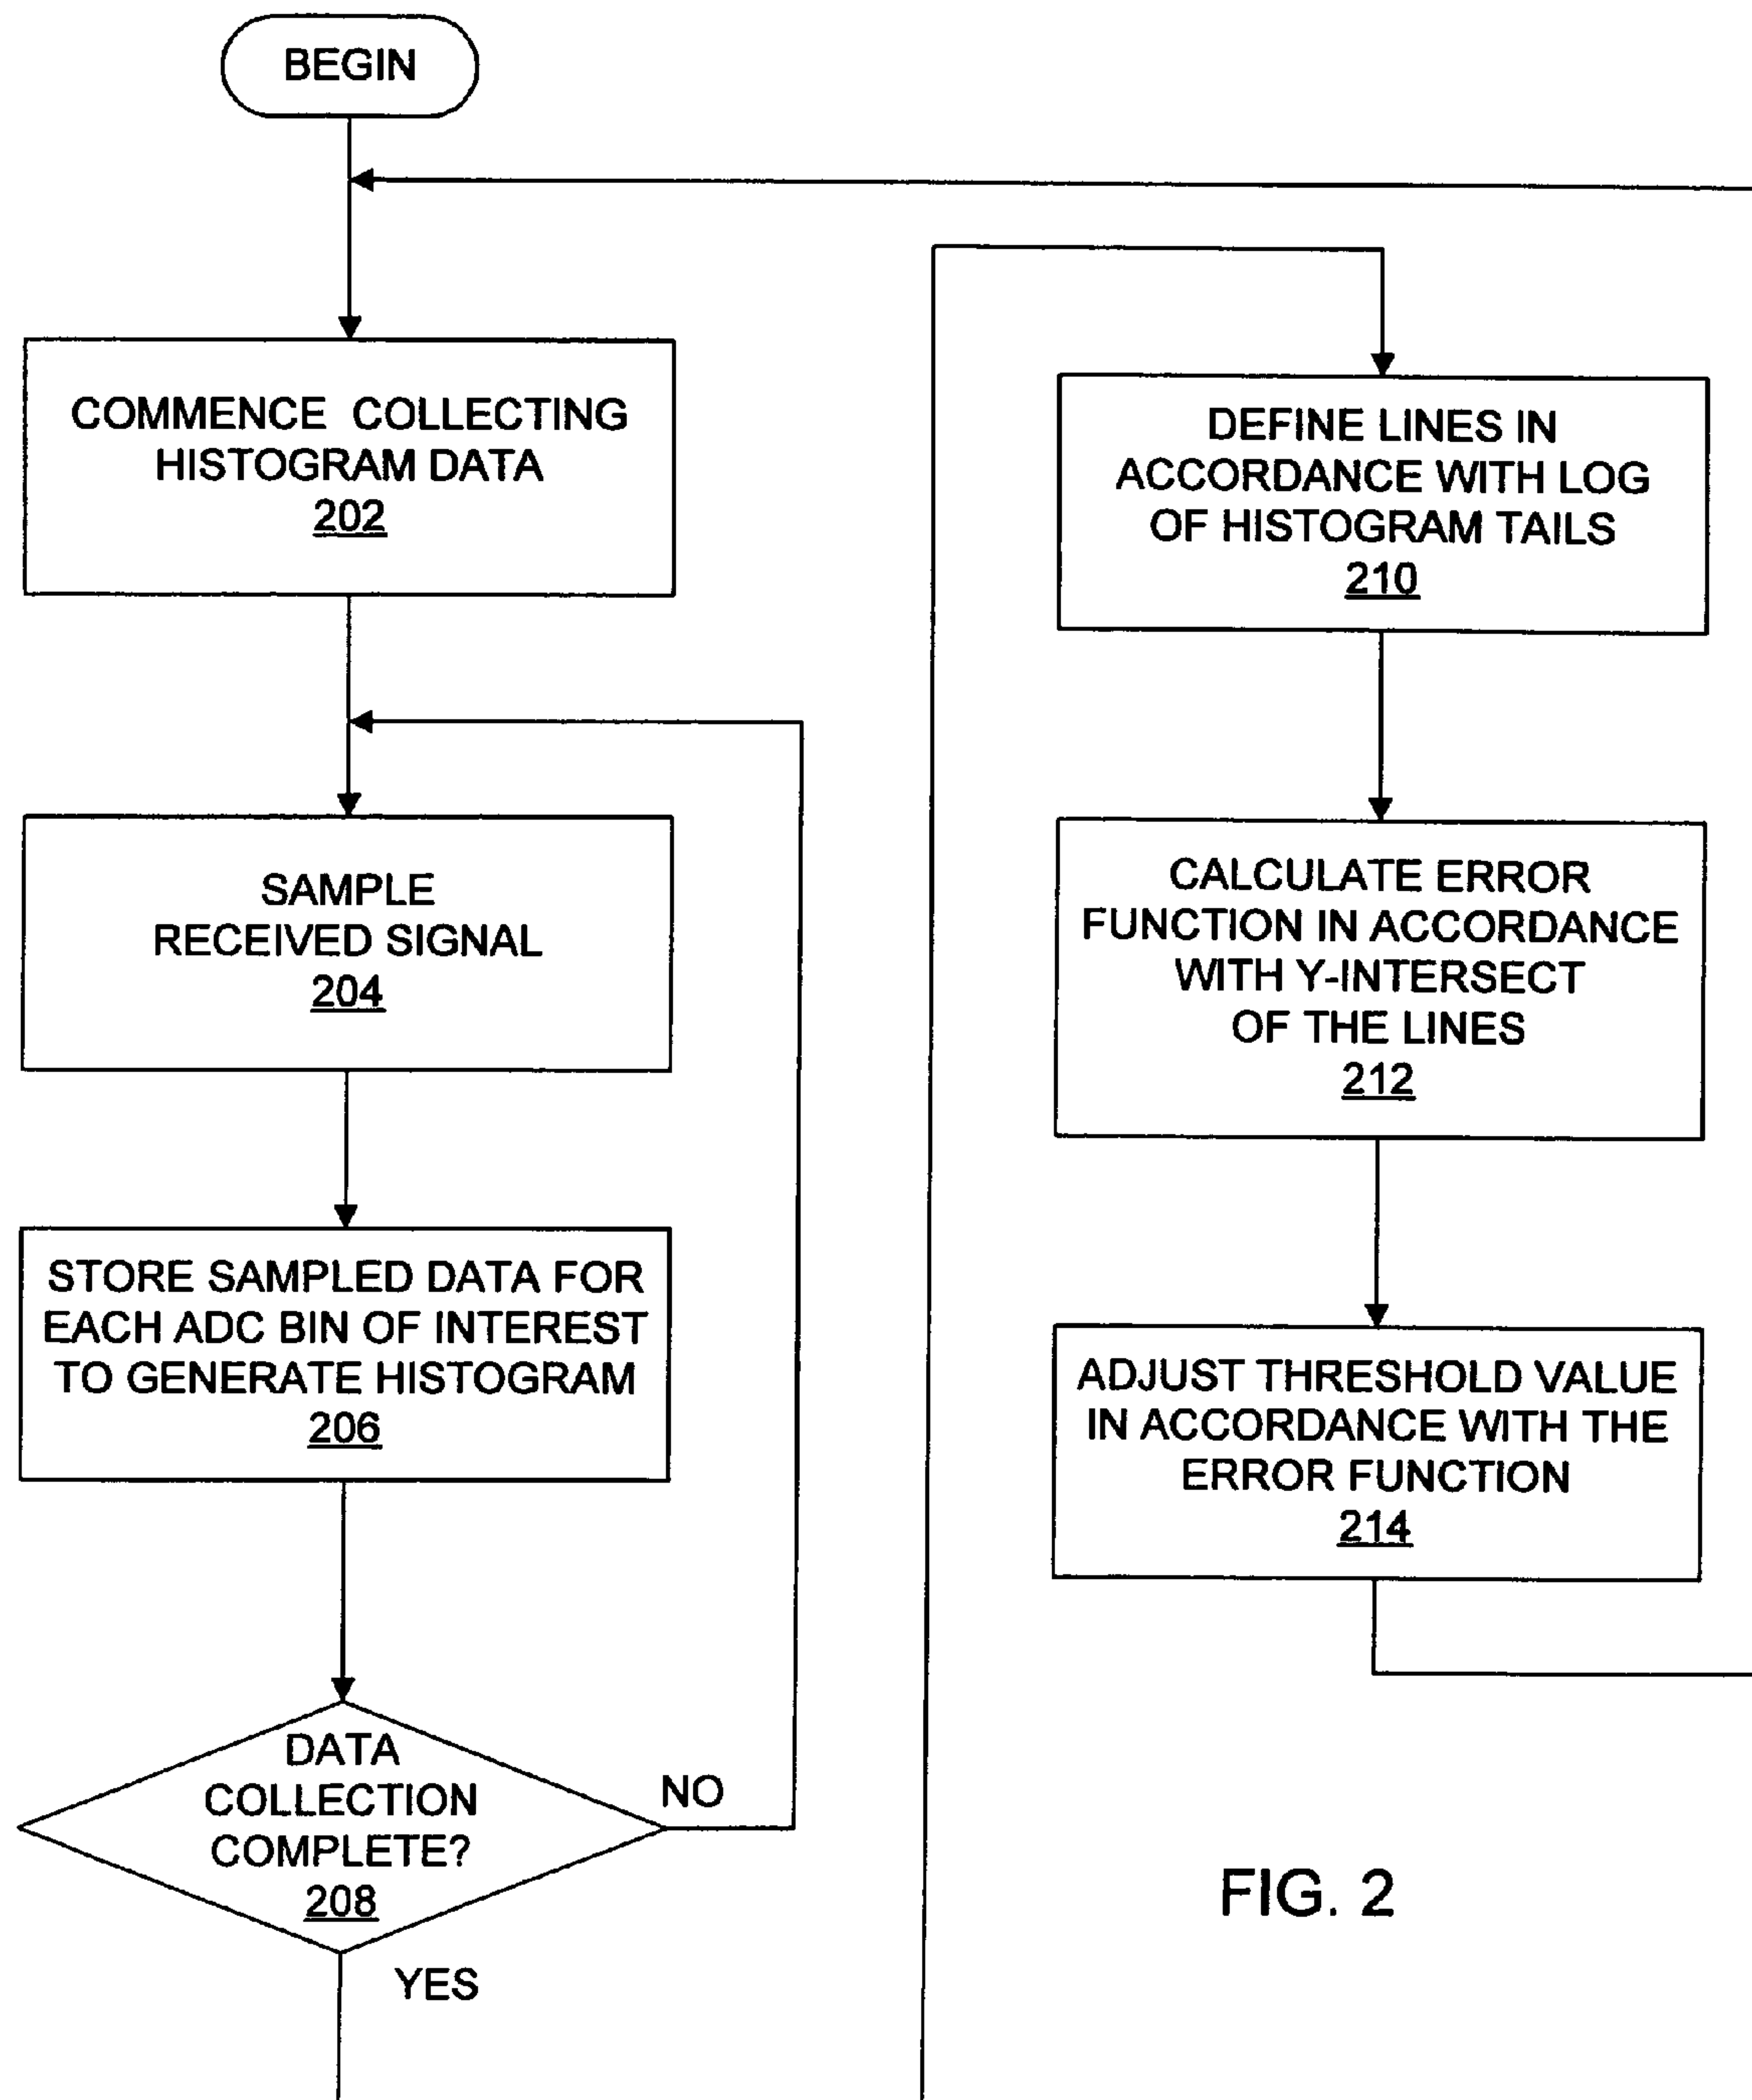 BEGIN
COMMENCE COLLECTING
HISTOGRAM DATA
202
SAMPLE
RECEIVED SIGNAL
204
STORE SAMPLED DATA FOR
EACH ADC BIN OF INTEREST
TO GENERATE HISTOGRAM
206
DATA
COLLECTION
COMPLETE?
208
NO
YES
DEFINE LINES IN
ACCORDANCE WITH LOG
OF HISTOGRAM TAILS
210
CALCULATE ERROR
FUNCTION IN ACCORDANCE
WITH Y-INTERSECT
OF THE LINES
212
ADJUST THRESHOLD VALUE
IN ACCORDANCE WITH THE
ERROR FUNCTION
214
FIG. 2